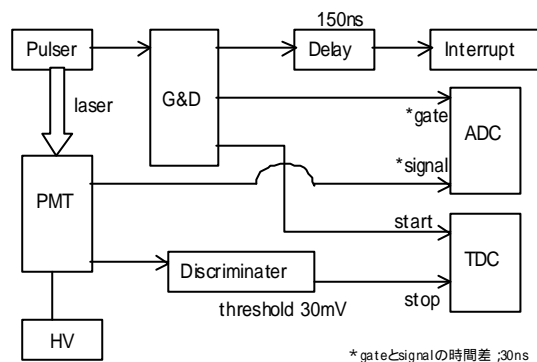 150ns
Pulser
Delay
Interrupt
laser
G&D
*gate
ADC
*signal
PMT
start
TDC
Discriminater
stop
threshold 30mV
HV
*gateとsignalの時間差 ;30ns